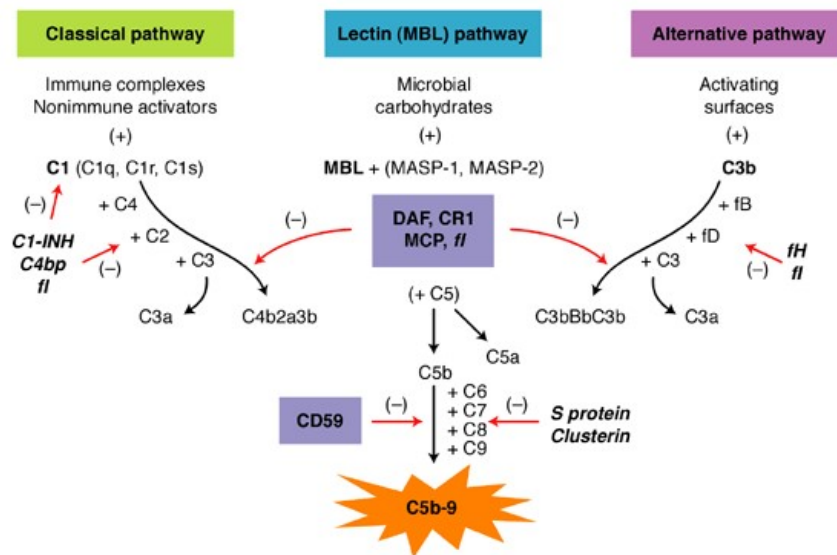 Classical pathway
Lectin (MBL) pathway
Alternative pathway
Immune complexes
Nonimmune activators
Microbial
carbohydrates
Activating
surfaces
(+)
(+)
(+)
C1 (C1q, C1r, C1s)
MBL + (MASP-1, MASP-2)
C3b
(–)
+ C4
+ C2
+ C3
C1-INH
C4bp
fI
(–)
C3a
C4b2a3b
(–)
DAF, CR1
MCP, fI
(–)
+ fB
+ fD
+ C3
fH
fI
(–)
C3bBbC3b
C3a
(+ C5)
C5a
C5b
CD59
(–)
+ C6
+ C7
+ C8
+ C9
(–)
S protein
Clusterin
C5b-9